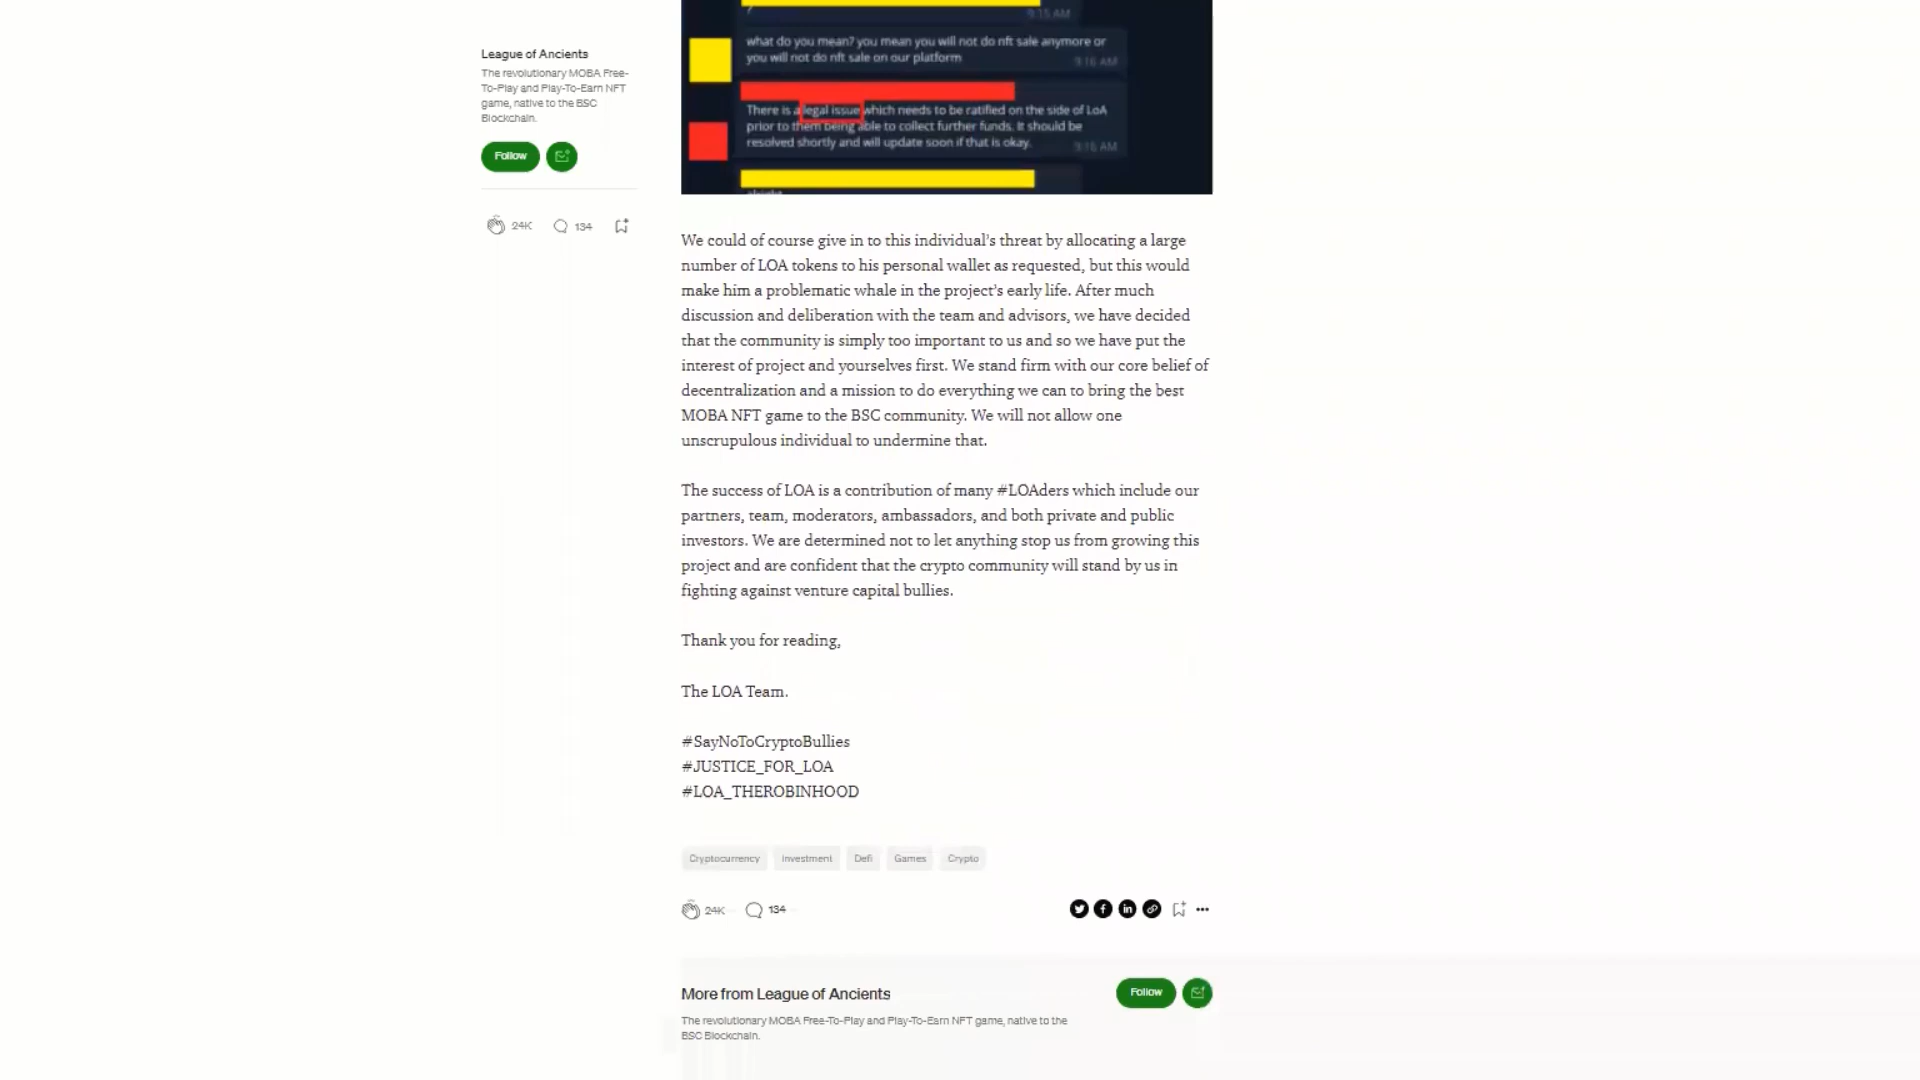 9:15 AM
what do you mean? you mean you will not do nft sale anymore or
you will not do nft sale on our platform
9:16 AM
There is a legal issue which needs to be ratified on the side of LoA
prior to them being able to collect further funds. It should be
resolved shortly and will update soon if that is okay.
9:16 AM
alright
League of Ancients
The revolutionary MOBA Free-
To-Play and Play-To-Earn NFT
game, native to the BSC
Blockchain.
Follow
24K
134
We could of course give in to this individual's threat by allocating a large
number of LOA tokens to his personal wallet as requested, but this would
make him a problematic whale in the project's early life. After much
discussion and deliberation with the team and advisors, we have decided
that the community is simply too important to us and so we have put the
interest of project and yourselves first. We stand firm with our core belief of
decentralization and a mission to do everything we can to bring the best
MOBA NFT game to the BSC community. We will not allow one
unscrupulous individual to undermine that.
The success of LOA is a contribution of many #LOAders which include our
partners, team, moderators, ambassadors, and both private and public
investors. We are determined not to let anything stop us from growing this
project and are confident that the crypto community will stand by us in
fighting against venture capital bullies.
Thank you for reading,
The LOA Team.
#SayNoToCryptoBullies
#JUSTICE_FOR_LOA
#LOA_THEROBINHOOD
Cryptocurrency Investment Defi Games Crypto
24K 134
More from League of Ancients
Follow
The revolutionary MOBA Free-To-Play and Play-To-Earn NFT game, native to the
BSC Blockchain.